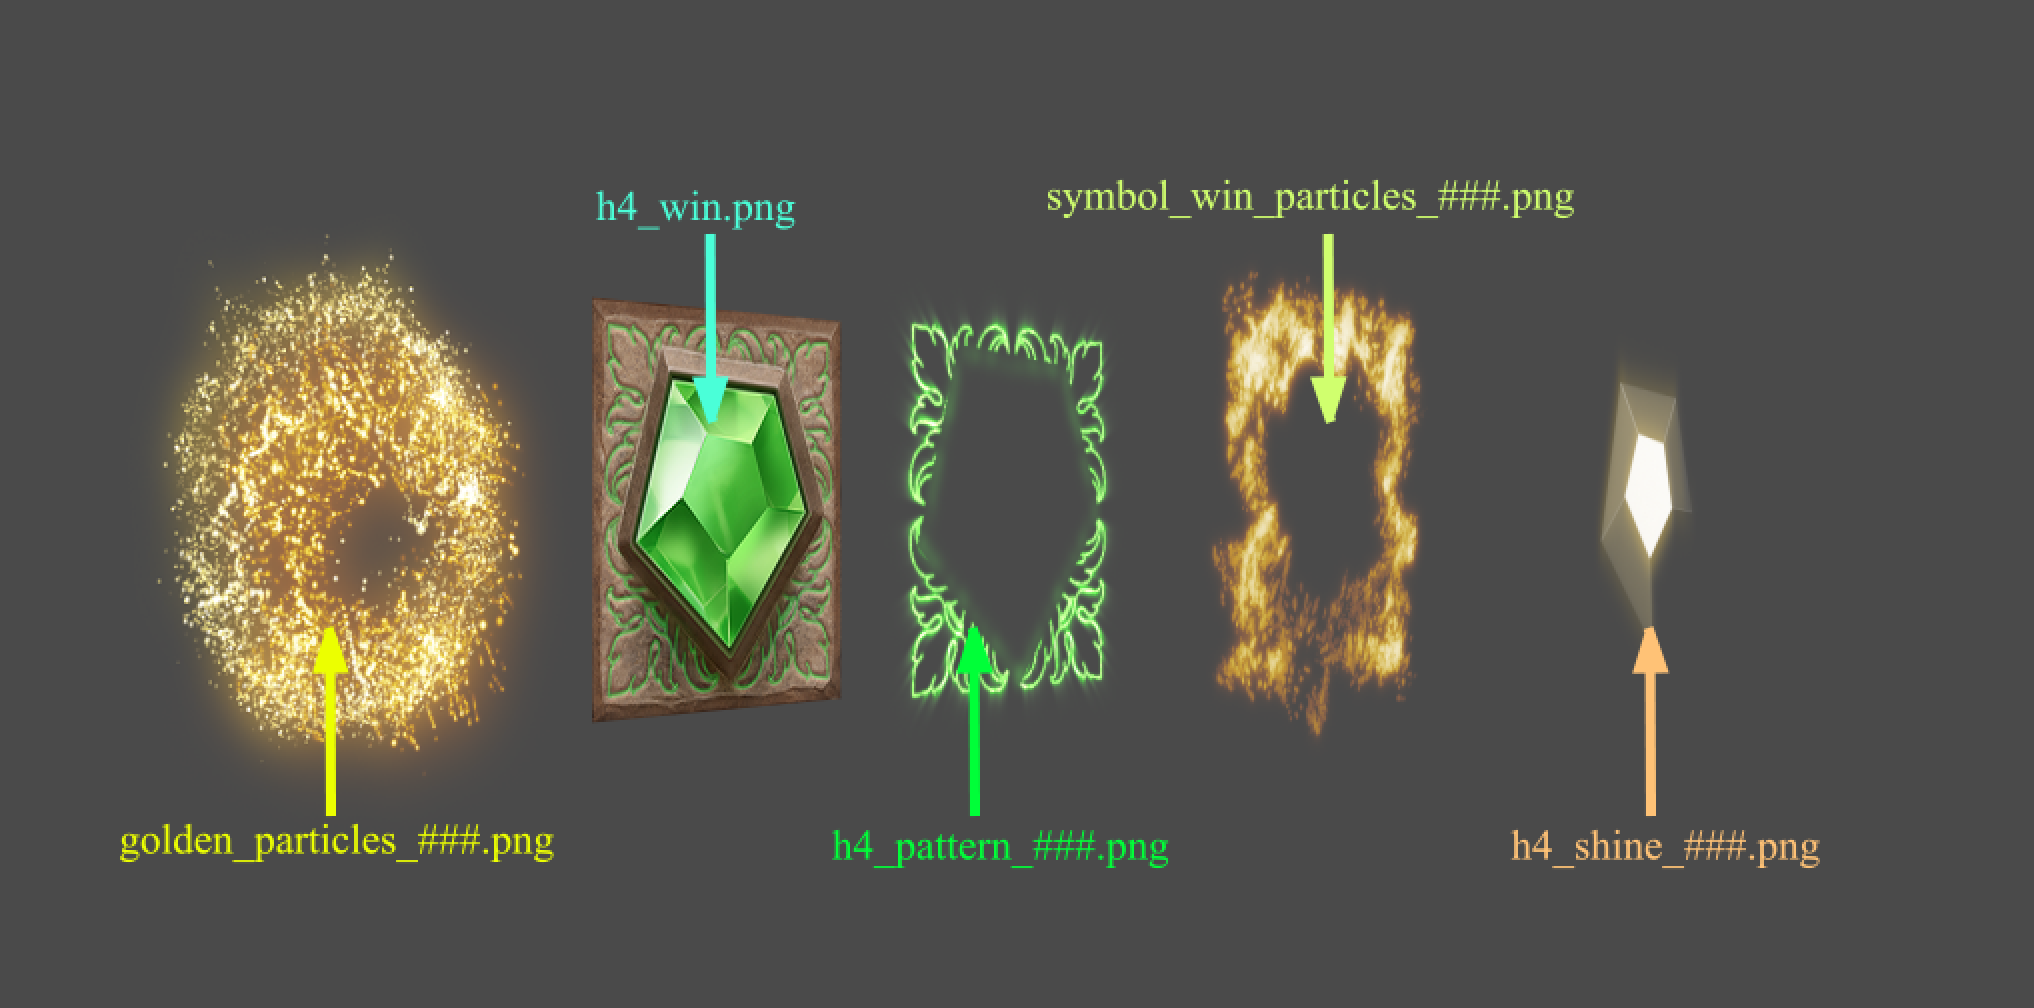 symbol_win_particles_###.png
h4_win.png
golden_particles_###.png
h4_pattern_###.png
h4_shine_###.png